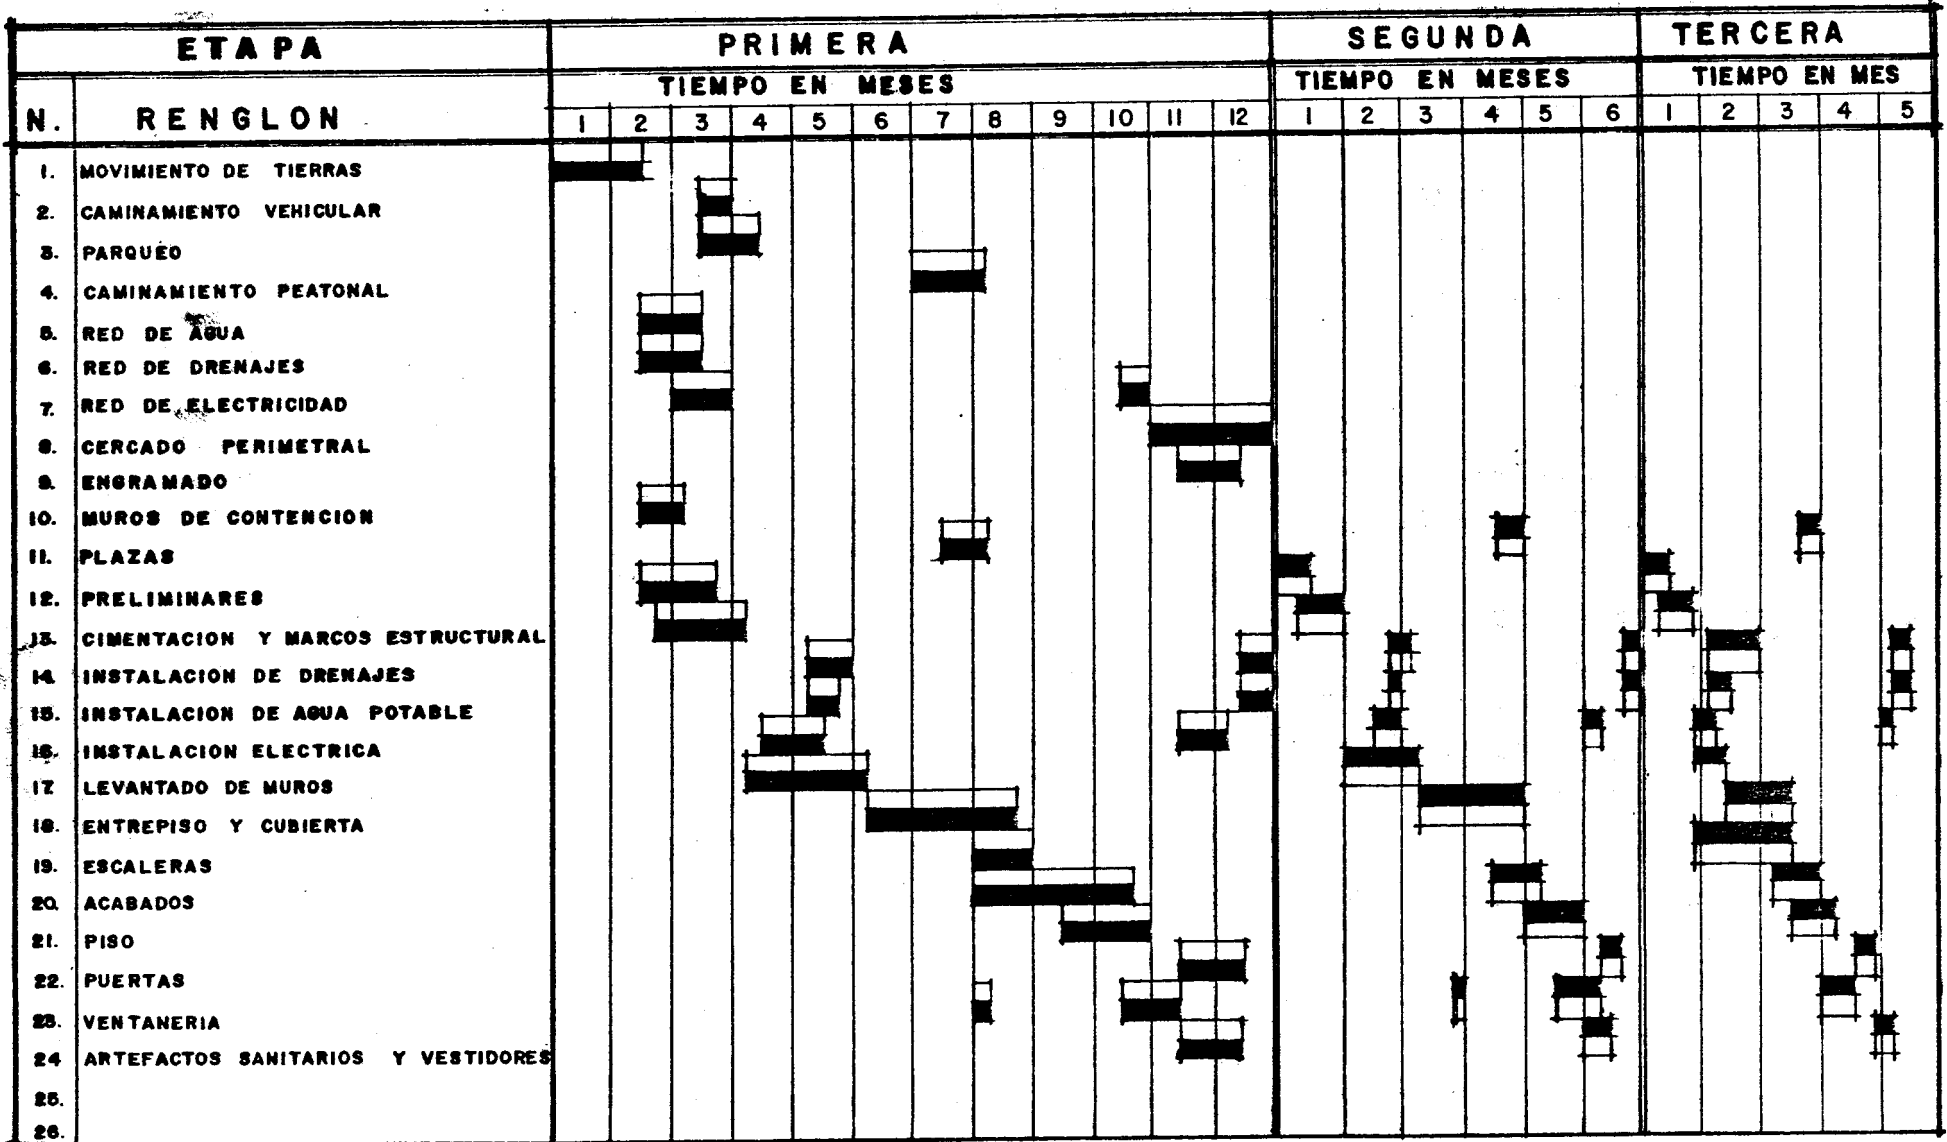 ETAPA PRIMERA SEGUNDA TERCERA
TIEMPO EN MESES TIEMPO EN MESES TIEMPO EN MES
N. RENGLON 1 2 3 4 5 6 7 8 9 10 11 12 1 2 3 4 5 6 1 2 3 4 5
1. MOVIMIENTO DE TIERRAS
2. CAMINAMIENTO VEHICULAR
3. PARQUEO
4. CAMINAMIENTO PEATONAL
5. RED DE AGUA
6. RED DE DRENAJES
7. RED DE ELECTRICIDAD
8. CERCADO PERIMETRAL
9. ENGRAMADO
10. MUROS DE CONTENCION
11. PLAZAS
12. PRELIMINARES
13. CIMENTACION Y MARCOS ESTRUCTURAL
14. INSTALACION DE DRENAJES
15. INSTALACION DE AGUA POTABLE
16. INSTALACION ELECTRICA
17. LEVANTADO DE MUROS
18. ENTREPISO Y CUBIERTA
19. ESCALERAS
20. ACABADOS
21. PISO
22. PUERTAS
23. VENTANERIA
24 ARTEFACTOS SANITARIOS Y VESTIDORES
25.
26.